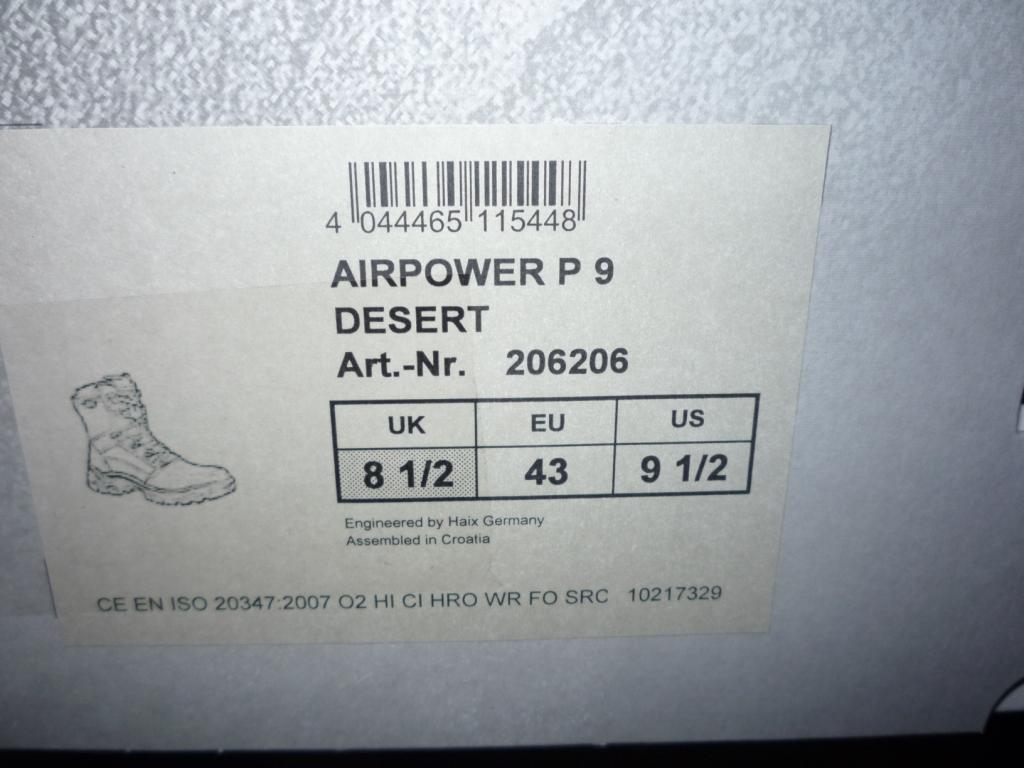 4 044465 115448
AIRPOWER P 9
DESERT
Art.-Nr. 206206
UK EU US
8 1/2 43 9 1/2
Engineered by Haix Germany
Assembled in Croatia
CE EN ISO 20347:2007 O2 HI CI HRO WR FO SRC 10217329